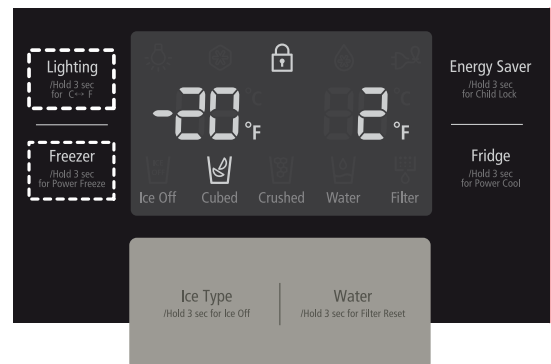 Lighting
/Hold 3 sec
for C↔F
Energy Saver
/Hold 3 sec
for Child Lock
-20 °F
2 °F
°C
°C
Freezer
/Hold 3 sec
for Power Freeze
Fridge
/Hold 3 sec
for Power Cool
Ice Off
Cubed
Crushed
Water
Filter
Ice Type
/Hold 3 sec for Ice Off
Water
/Hold 3 sec for Filter Reset